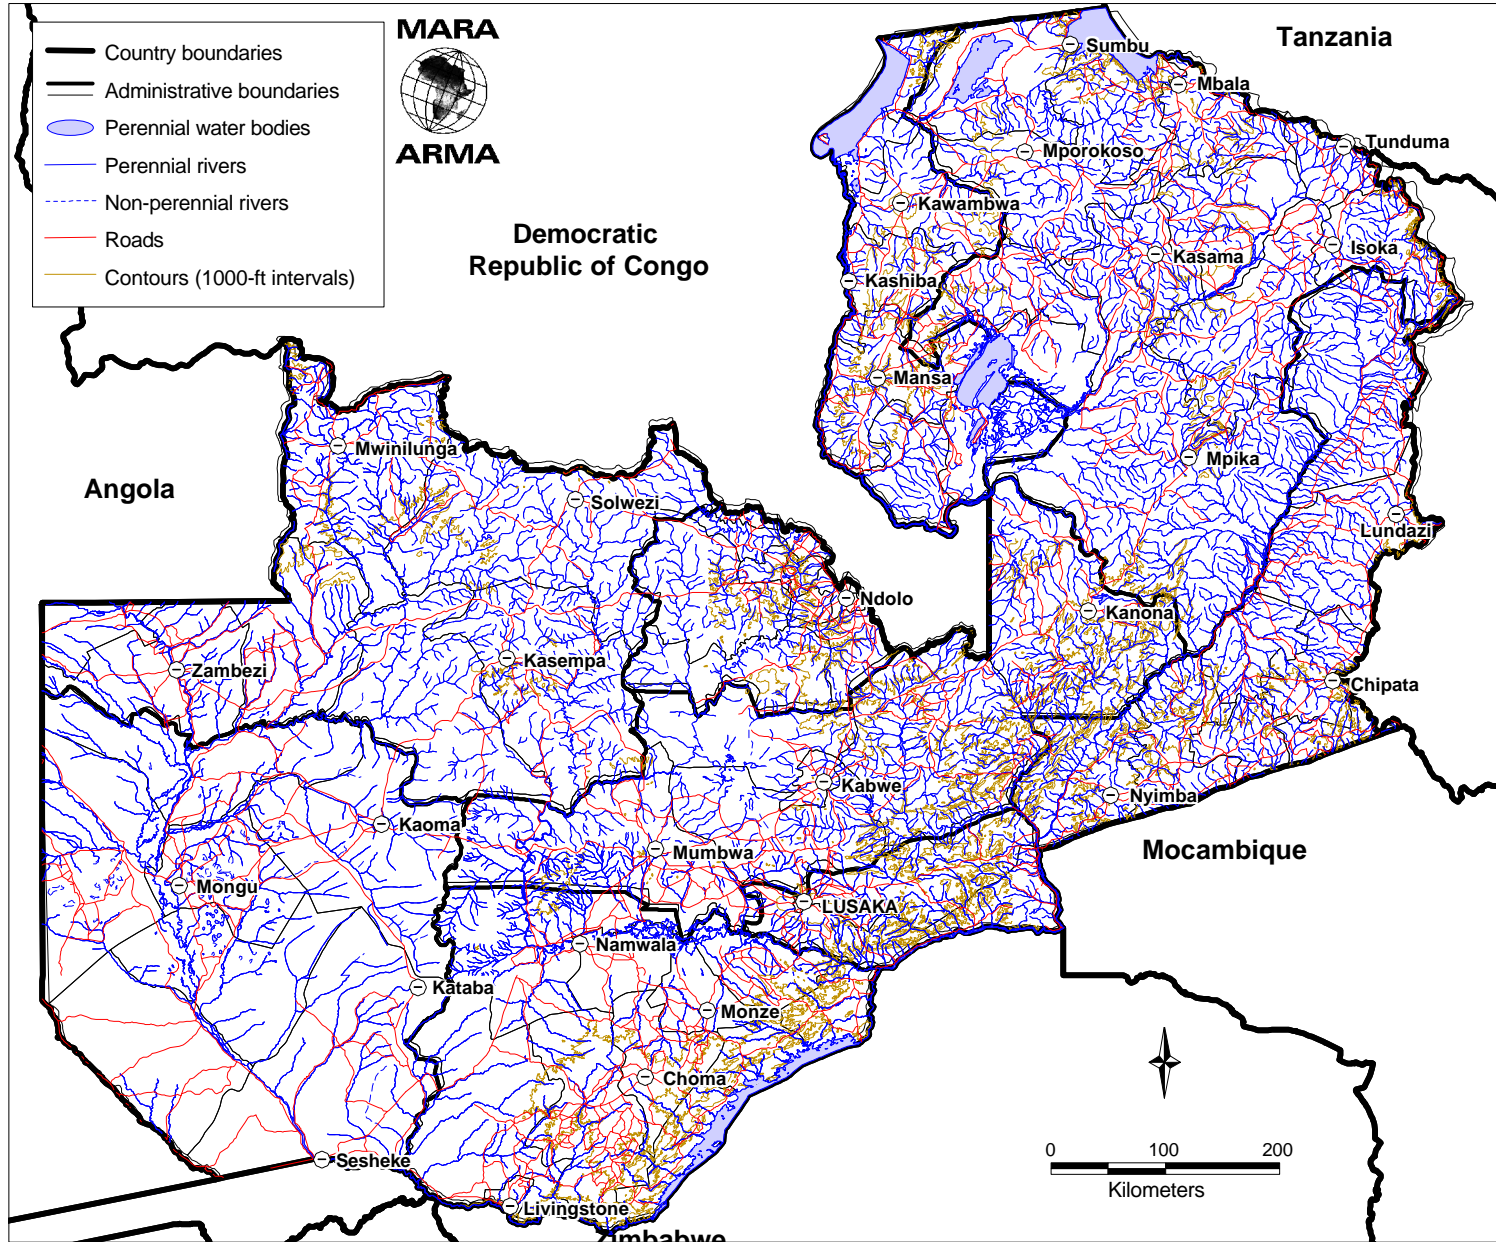 Country boundaries
Administrative boundaries
Perennial water bodies
Perennial rivers
Non-perennial rivers
Roads
Contours (1000-ft intervals)
MARA
ARMA
Tanzania
Sumbu
Mbala
Tunduma
Mporokoso
Kawambwa
Democratic
Republic of Congo
Isoka
Kasama
Kashiba
Mansa
Mwinilunga
Mpika
Angola
Solwezi
Lundazi
Ndolo
Kanona
Kasempa
Zambezi
Chipata
Kabwe
Nyimba
Kaoma
Mumbwa
Mocambique
Mongu
LUSAKA
Namwala
Kataba
Monze
Choma
Sesheke
0 100 200
Kilometers
Livingstone
Zimbabwe